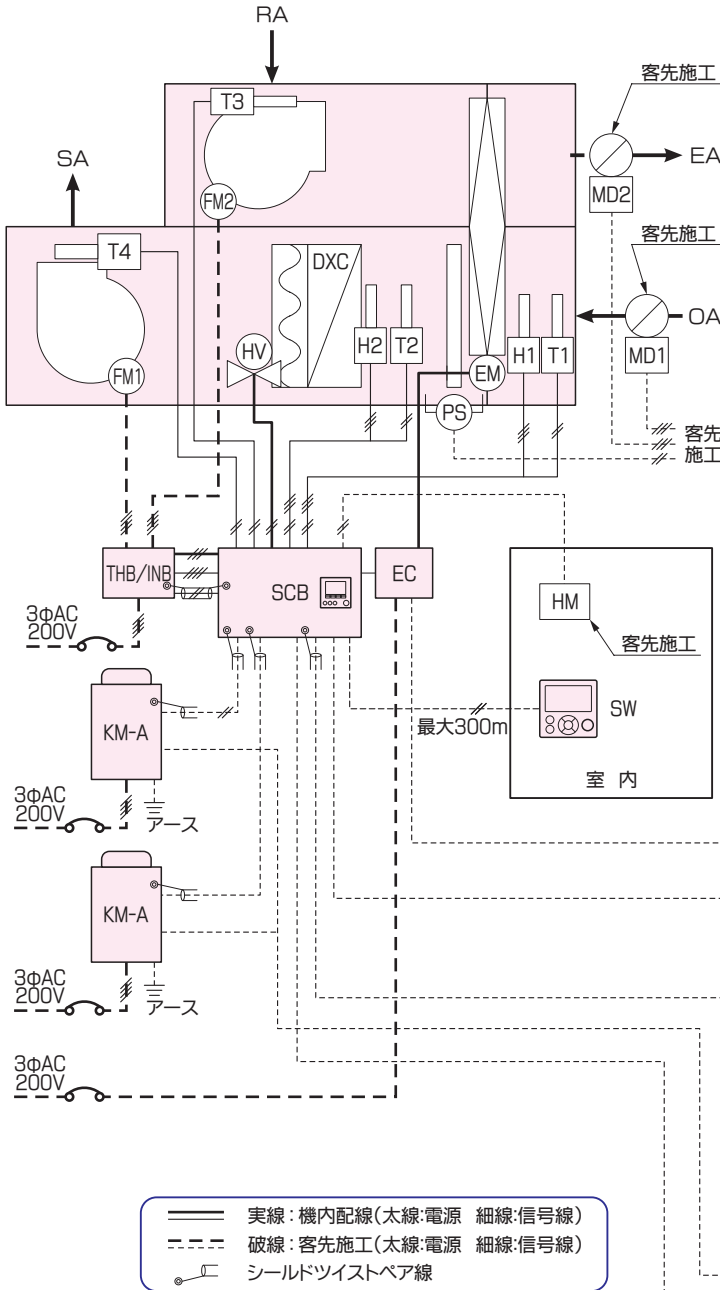 RA
客先施工
T3
SA
EA
FM2
MD2
客先施工
T4
DXC
OA
HV
H2
T2
H1
T1
FM1
EM
MD1
PS
客先
施工
THB/INB
SCB
EC
HM
客先施工
3φAC
200V
KM-A
SW
最大300m
室 内
3φAC
200V
アース
KM-A
3φAC
200V
アース
3φAC
200V
実線:機内配線(太線:電源 細線:信号線)
破線:客先施工(太線:電源 細線:信号線)
シールドツイストペア線